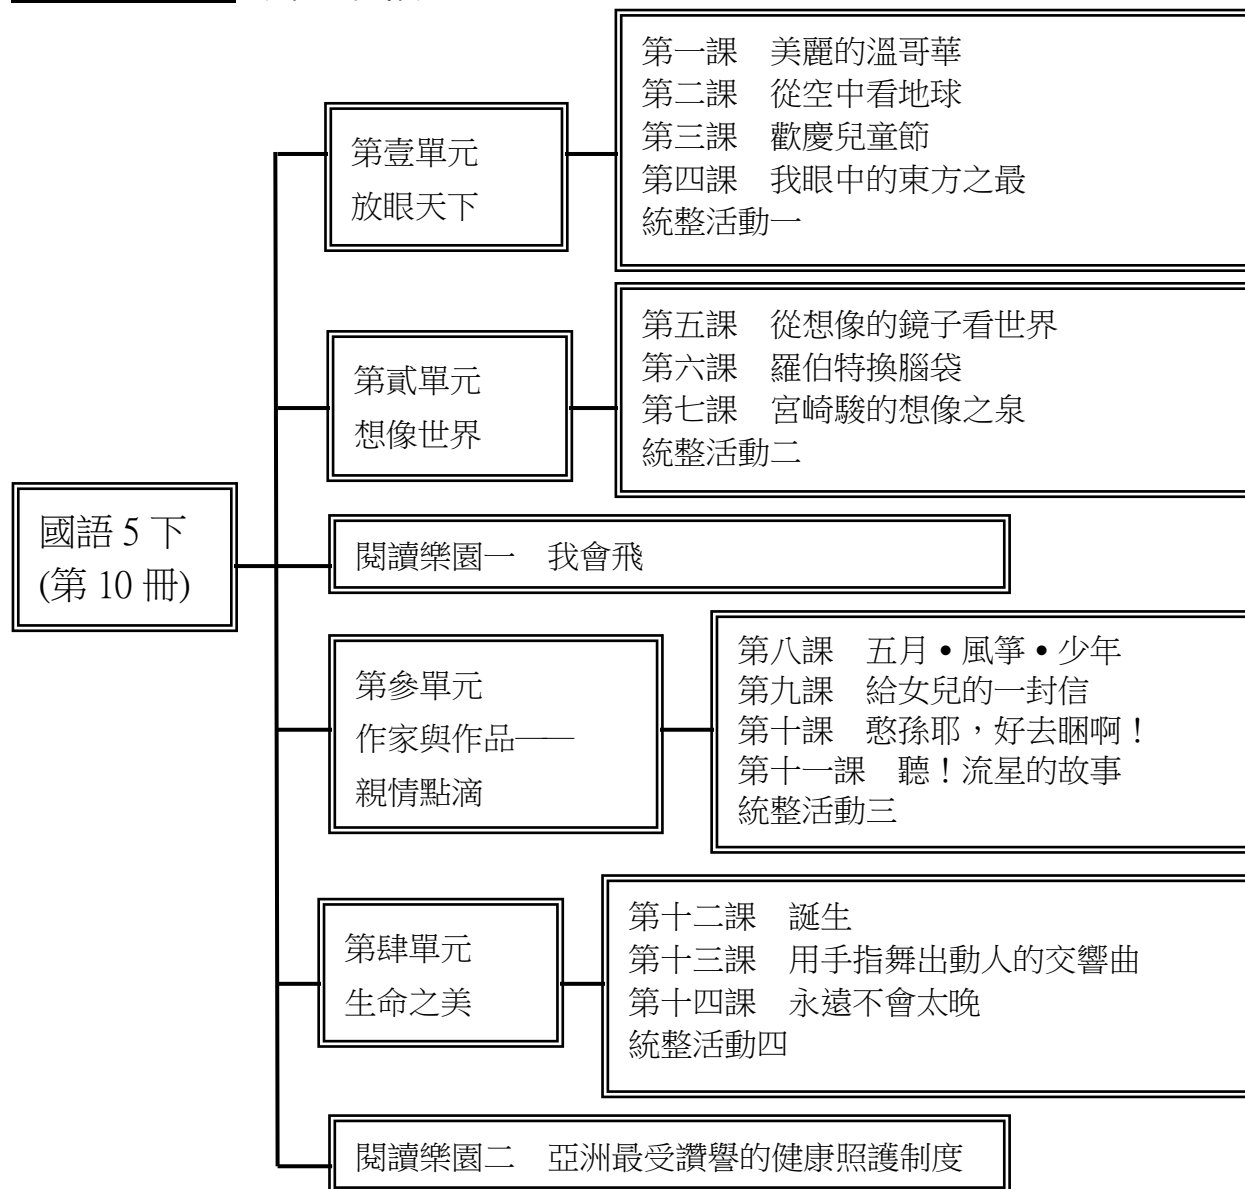 國語 5 下
(第 10 冊)
第壹單元
放眼天下
第一課　美麗的溫哥華
第二課　從空中看地球
第三課　歡慶兒童節
第四課　我眼中的東方之最
統整活動一
第貳單元
想像世界
第五課　從想像的鏡子看世界
第六課　羅伯特換腦袋
第七課　宮崎駿的想像之泉
統整活動二
閱讀樂園一　我會飛
第參單元
作家與作品——
親情點滴
第八課　五月•風箏•少年
第九課　給女兒的一封信
第十課　憨孫耶，好去睏啊！
第十一課　聽！流星的故事
統整活動三
第肆單元
生命之美
第十二課　誕生
第十三課　用手指舞出動人的交響曲
第十四課　永遠不會太晚
統整活動四
閱讀樂園二　亞洲最受讚譽的健康照護制度